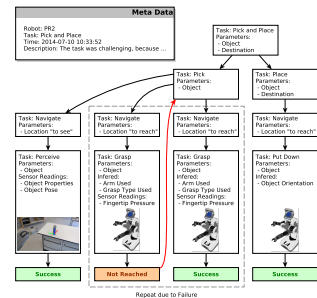 Meta Data
Robot: PR2
Task: Pick and Place
Time: 2014-07-10 10:33:52
Description: The task was challenging, because ...
Task: Pick and Place
Parameters:
- Object
- Destination
Task: Pick
Parameters:
- Object
Task: Place
Parameters:
- Object
- Destination
Task: Navigate
Parameters:
- Location "to see"
Task: Navigate
Parameters:
- Location "to reach"
Task: Navigate
Parameters:
- Location "to reach"
Task: Navigate
Parameters:
- Location "to reach"
Task: Perceive
Parameters:
- Object
Sensor Readings:
- Object Properties
- Object Pose
Task: Grasp
Parameters:
- Object
Inferred:
- Arm Used
- Grasp Type Used
Sensor Readings:
- Fingertip Pressure
Task: Grasp
Parameters:
- Object
Inferred:
- Arm Used
- Grasp Type Used
Sensor Readings:
- Fingertip Pressure
Task: Put Down
Parameters:
- Object
Inferred:
- Object Orientation
Success
Not Reached
Success
Success
Repeat due to Failure